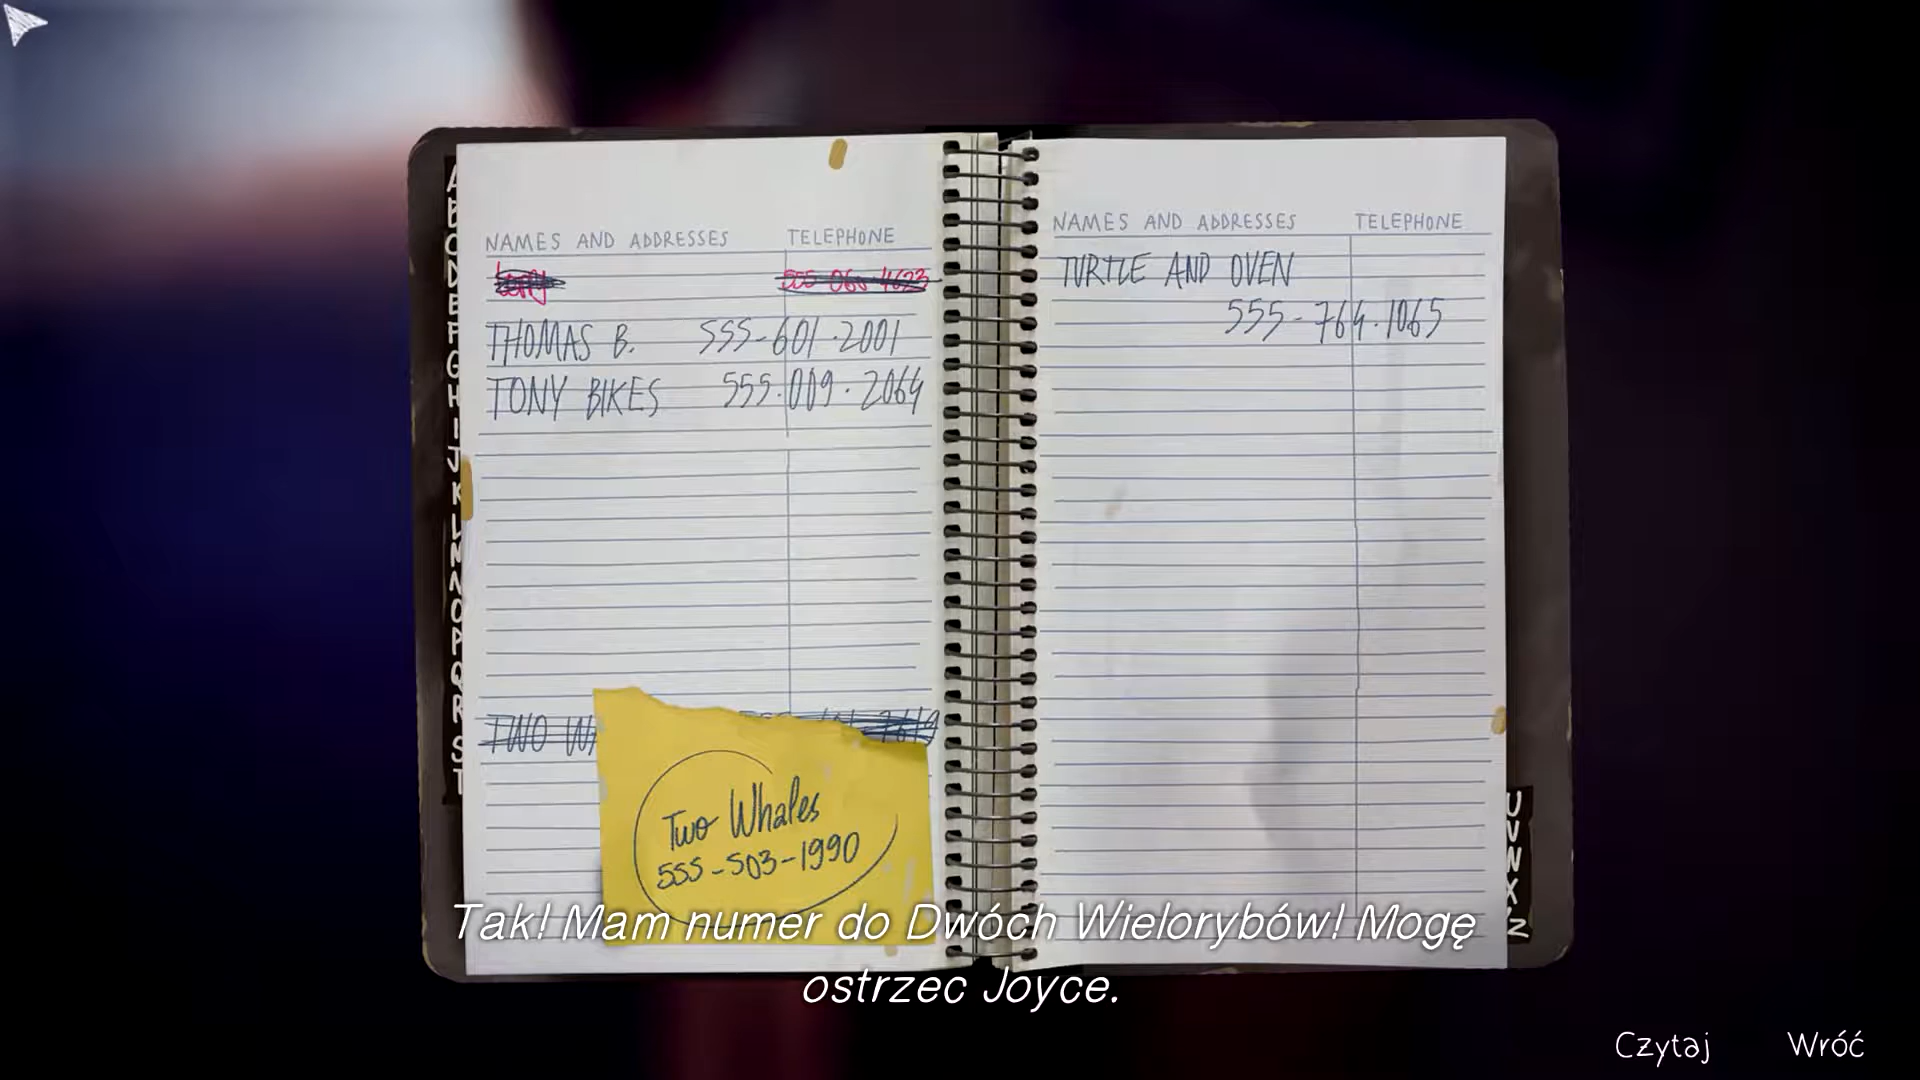 A
B
C
D
E
F
G
H
I
J
K
L
M
N
O
P
Q
R
S
T
NAMES AND ADDRESSES TELEPHONE
THOMAS B. 555-601-2001
TONY BIKES 555-009-2064
TWO
Two Whales
555-503-1990
NAMES AND ADDRESSES TELEPHONE
TURTLE AND OVEN
555-764-1065
U
V
W
X
Z
Tak! Mam numer do Dwóch Wielorybów! Mogę
ostrzec Joyce.
Czytaj Wróć